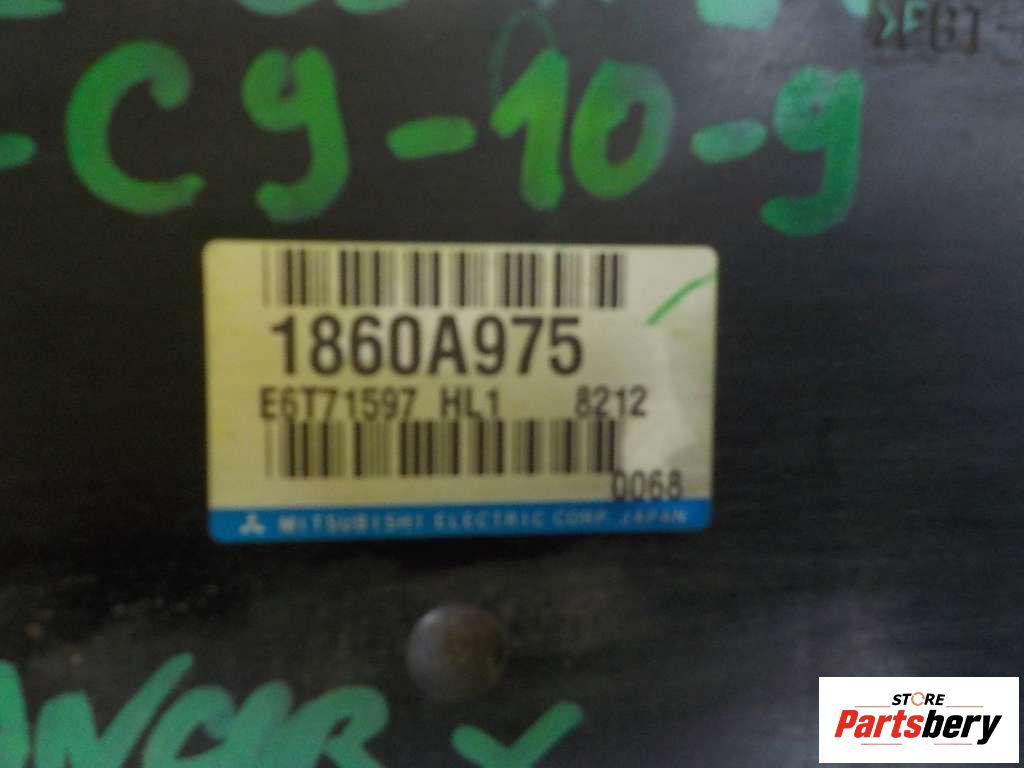 -C9-10-9
1860A975
E6T71597 HL1 8212
0068
MITSUBISHI ELECTRIC CORP. JAPAN
STORE
Partsbery